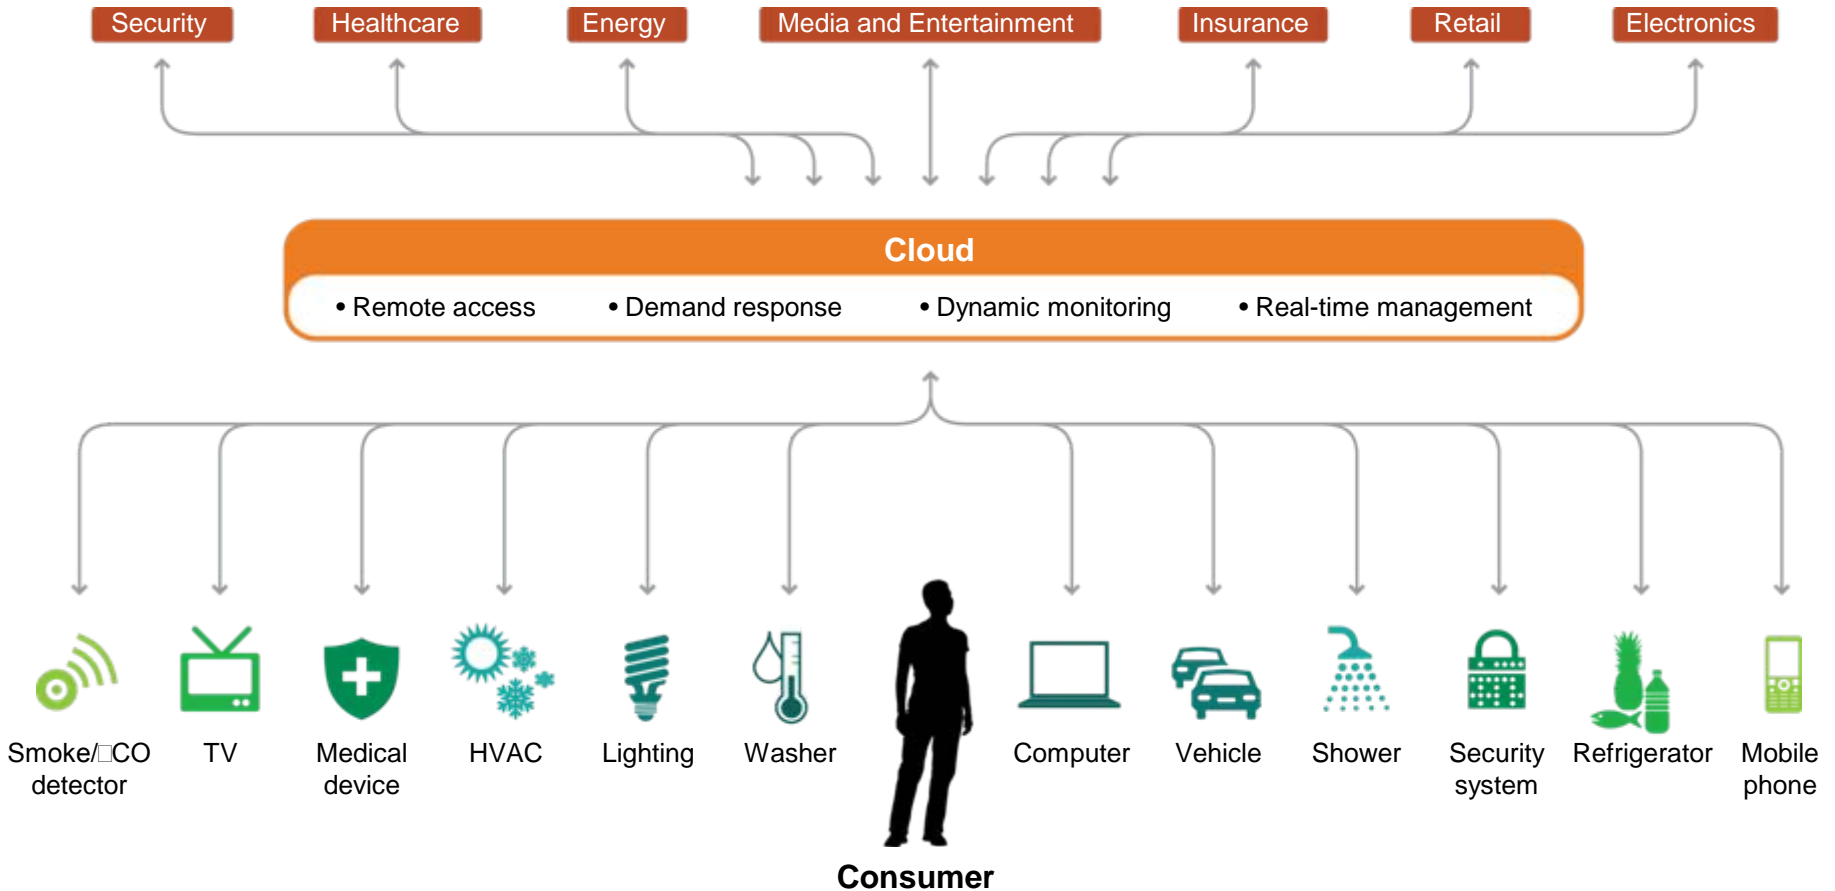 Security Healthcare Energy Media and Entertainment Insurance Retail Electronics
Cloud
• Remote access • Demand response • Dynamic monitoring • Real-time management
Smoke/□CO detector
TV
Medical device
HVAC
Lighting
Washer
Computer
Vehicle
Shower
Security system
Refrigerator
Mobile phone
Consumer